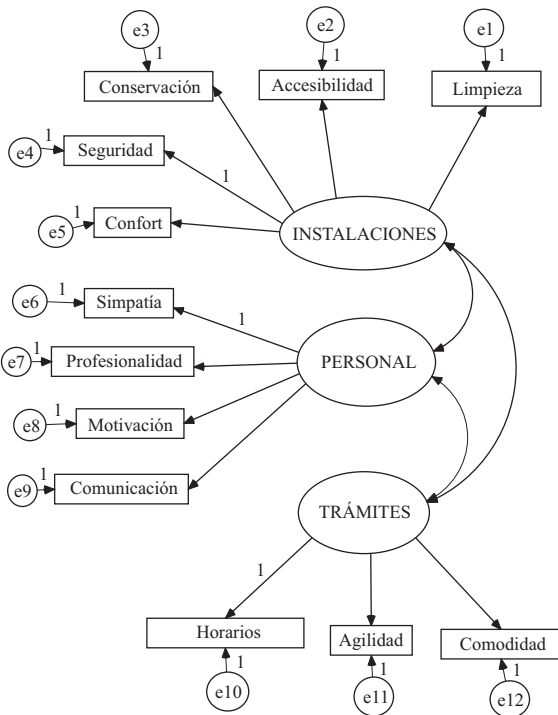 e3
e2
e1
1
1
1
Conservación
Accesibilidad
Limpieza
1
e4
Seguridad
1
1
e5
Confort
INSTALACIONES
1
e6
Simpatía
1
1
e7
Profesionalidad
PERSONAL
1
e8
Motivación
1
e9
Comunicación
TRÁMITES
1
Horarios
Agilidad
Comodidad
1
1
1
e10
e11
e12